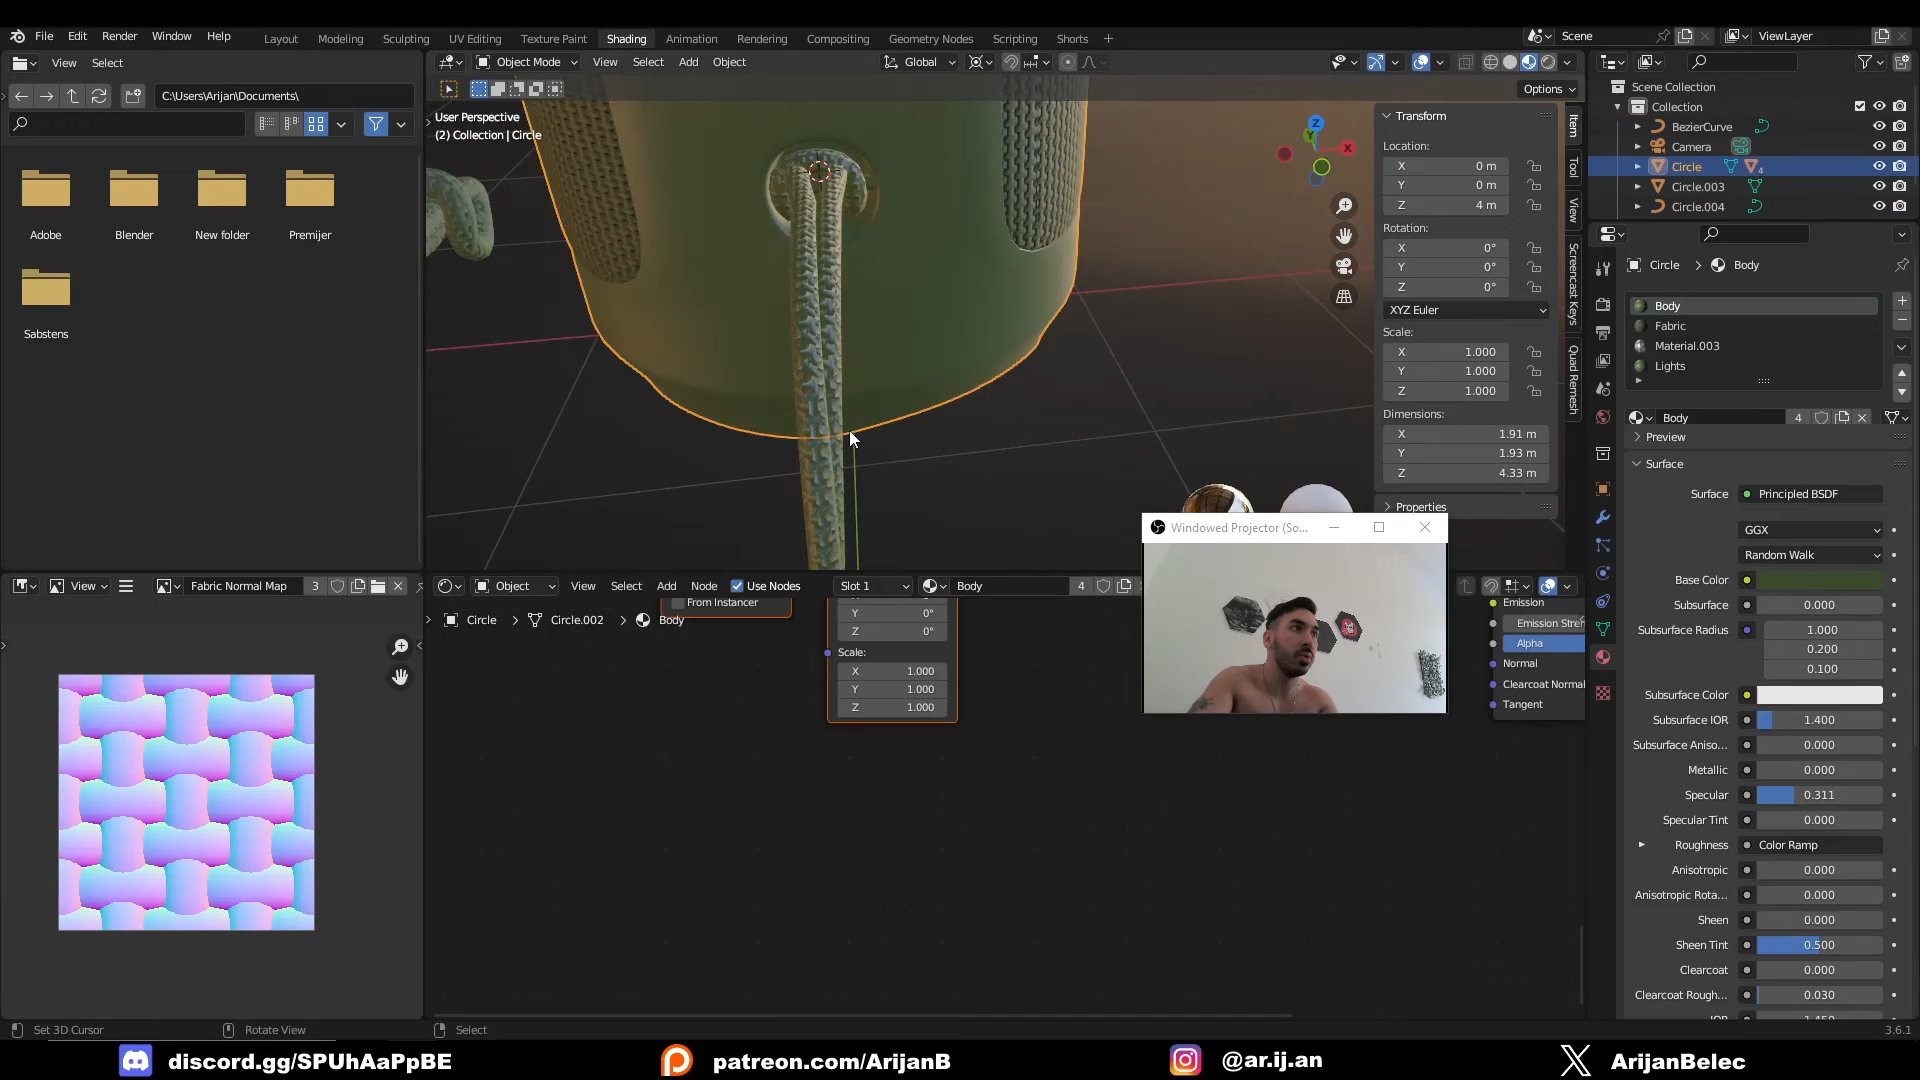 File Edit Render Window Help
Layout Modeling Sculpting UV Editing Texture Paint Shading Animation Rendering Compositing Geometry Nodes Scripting Shorts +
Scene ViewLayer
View Select
Object Mode View Select Add Object Global
C:\Users\Arijan\Documents\
Options
User Perspective
(2) Collection | Circle
Adobe Blender New folder Premijer
Sabstens
Z Y X
Transform
Location:
X 0 m
Y 0 m
Z 4 m
Rotation:
X 0°
Y 0°
Z 0°
XYZ Euler
Scale:
X 1.000
Y 1.000
Z 1.000
Dimensions:
X 1.91 m
Y 1.93 m
Z 4.33 m
Properties
Item
Tool
View
Screencast Keys
Quad Remesh
Windowed Projector (So...
Scene Collection
Collection
BezierCurve
Camera
Circle 4
Circle.003
Circle.004
Circle > Body
Body
Fabric
Material.003
Lights
Body 4
Preview
Surface
Surface Principled BSDF
GGX
Random Walk
Base Color
Subsurface 0.000
Subsurface Radius 1.000
0.200
0.100
Subsurface Color
Subsurface IOR 1.400
Subsurface Aniso... 0.000
Metallic 0.000
Specular 0.311
Specular Tint 0.000
Roughness Color Ramp
Anisotropic 0.000
Anisotropic Rota... 0.000
Sheen 0.000
Sheen Tint 0.500
Clearcoat 0.000
Clearcoat Rough... 0.030
View Fabric Normal Map 3
Object View Select Add Node Use Nodes Slot 1 Body 4
From Instancer
Circle > Circle.002 > Body
Y 0°
Z 0°
Scale:
X 1.000
Y 1.000
Z 1.000
Emission
Emission Stre
Alpha
Normal
Clearcoat Normal
Tangent
Set 3D Cursor Rotate View Select 3.6.1
discord.gg/SPUhAaPpBE patreon.com/ArijanB @ar.ij.an ArijanBelec